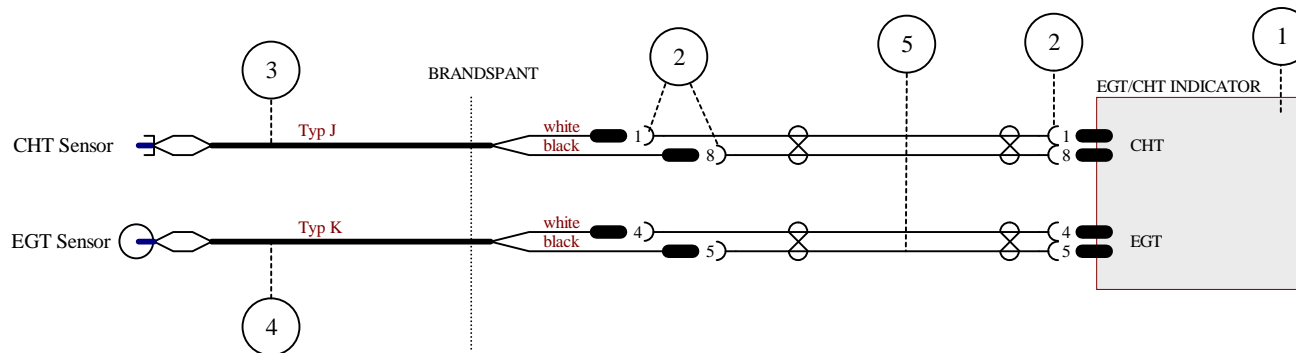 3
2
5
2
1
BRANDSPANT
EGT/CHT INDICATOR
CHT Sensor
Typ J
white
black
1
8
1
8
CHT
EGT Sensor
Typ K
white
black
4
5
4
5
EGT
4